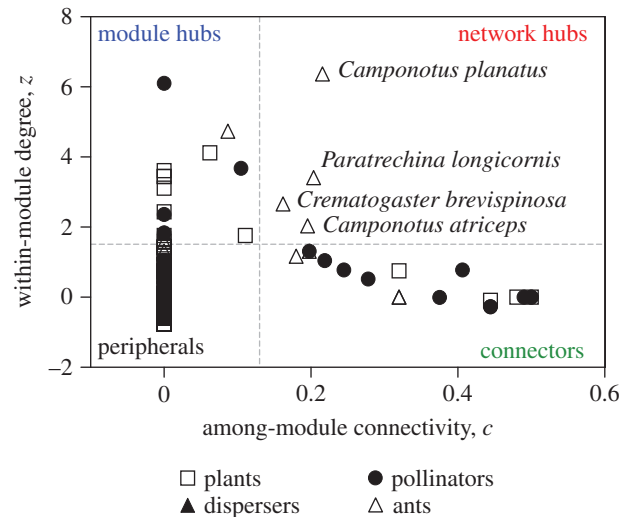 module hubs
network hubs
8
6
4
2
0
–2
within-module degree, z
Camponotus planatus
Paratrechina longicornis
Crematogaster brevispinosa
Camponotus atriceps
peripherals
connectors
0
0.2
0.4
0.6
among-module connectivity, c
plants
pollinators
dispersers
ants